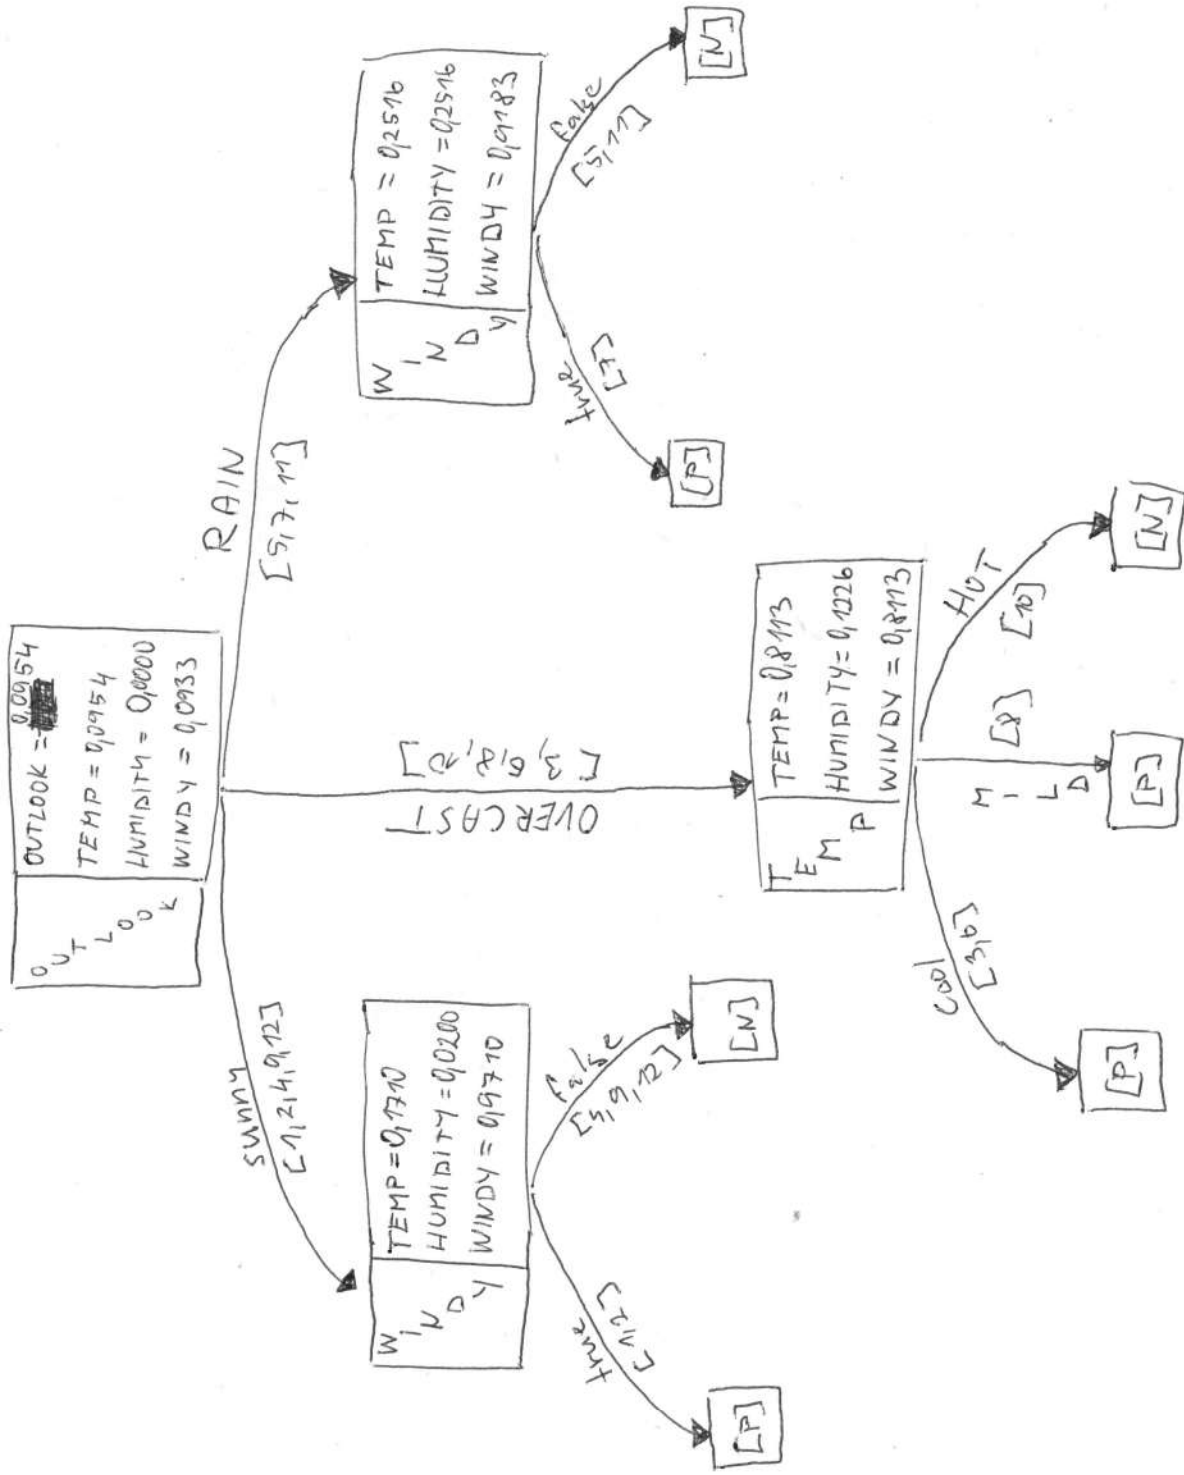 OUTLOOK
OUTLOOK = 0,0954
TEMP = 0,0954
HUMIDITY = 0,0000
WINDY = 0,0933
sunny
[1,2,4,9,12]
OVERCAST
[3,6,8,10]
RAIN
[5,7,11]
WINDY
TEMP = 0,1710
HUMIDITY = 0,0200
WINDY = 0,9710
true
[1,2]
[P]
false
[4,9,12]
[N]
TEMP
TEMP = 0,8113
HUMIDITY = 0,1226
WINDY = 0,8113
Cool
[3,6]
[P]
MILD
[8]
[P]
HOT
[10]
[N]
WINDY
TEMP = 0,2516
HUMIDITY = 0,2516
WINDY = 0,9183
true
[7]
[P]
false
[5,11]
[N]